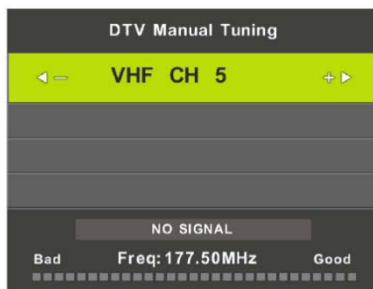 DTV Manual Tuning
VHF CH 5
NO SIGNAL
Bad Freq:177.50MHz Good